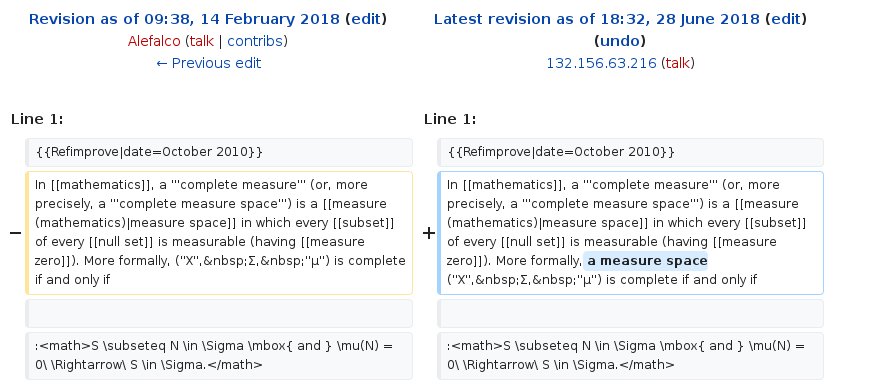 Revision as of 09:38, 14 February 2018 (edit)
Alefalco (talk | contribs)
← Previous edit
Latest revision as of 18:32, 28 June 2018 (edit)
(undo)
132.156.63.216 (talk)
Line 1:
Line 1:
{{Refimprove|date=October 2010}}
{{Refimprove|date=October 2010}}
−
In [[mathematics]], a '''complete measure''' (or, more
precisely, a '''complete measure space''') is a [[measure
(mathematics)|measure space]] in which every [[subset]]
of every [[null set]] is measurable (having [[measure
zero]]). More formally, (''X'',&nbsp;Σ,&nbsp;''μ'') is complete
if and only if
+
In [[mathematics]], a '''complete measure''' (or, more
precisely, a '''complete measure space''') is a [[measure
(mathematics)|measure space]] in which every [[subset]]
of every [[null set]] is measurable (having [[measure
zero]]). More formally, a measure space
(''X'',&nbsp;Σ,&nbsp;''μ'') is complete if and only if
:<math>S \subseteq N \in \Sigma \mbox{ and } \mu(N) =
0\ \Rightarrow\ S \in \Sigma.</math>
:<math>S \subseteq N \in \Sigma \mbox{ and } \mu(N) =
0\ \Rightarrow\ S \in \Sigma.</math>